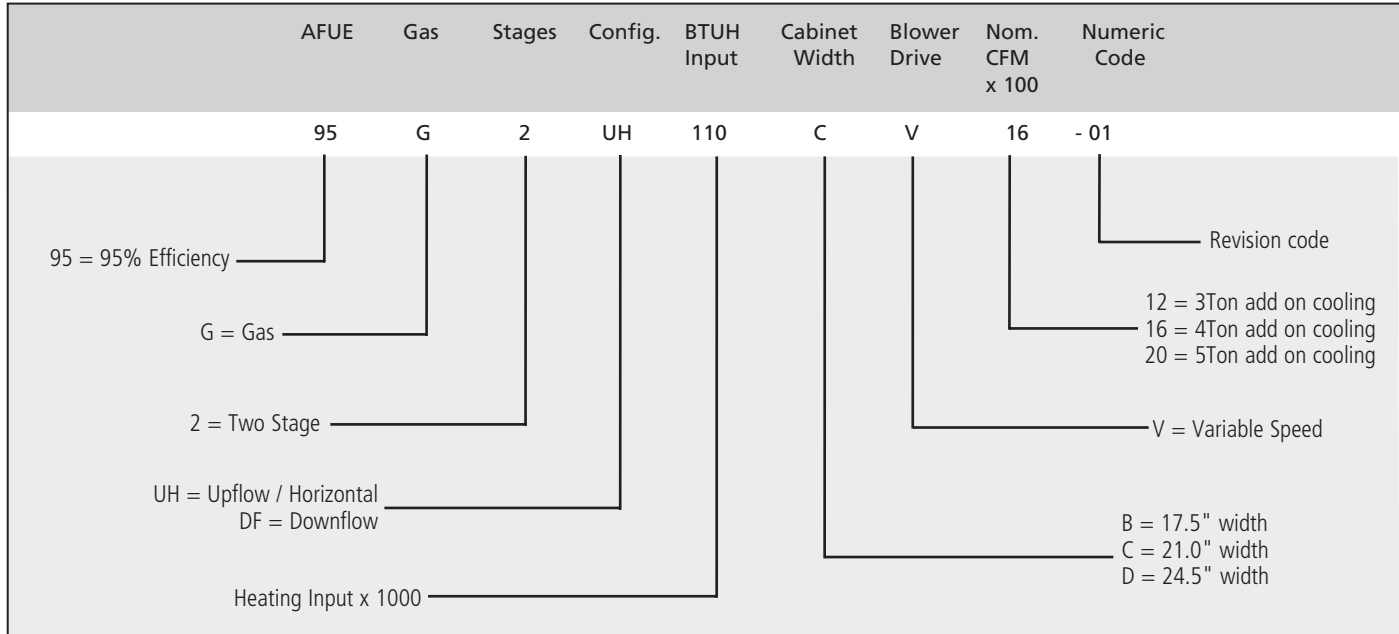 AFUE Gas Stages Config. BTUH Cabinet Blower Nom. Numeric
Input Width Drive CFM Code
x 100
95 G 2 UH 110 C V 16 - 01
95 = 95% Efficiency
Revision code
12 = 3Ton add on cooling
G = Gas
16 = 4Ton add on cooling
20 = 5Ton add on cooling
2 = Two Stage
V = Variable Speed
UH = Upflow / Horizontal
DF = Downflow
B = 17.5" width
C = 21.0" width
D = 24.5" width
Heating Input x 1000